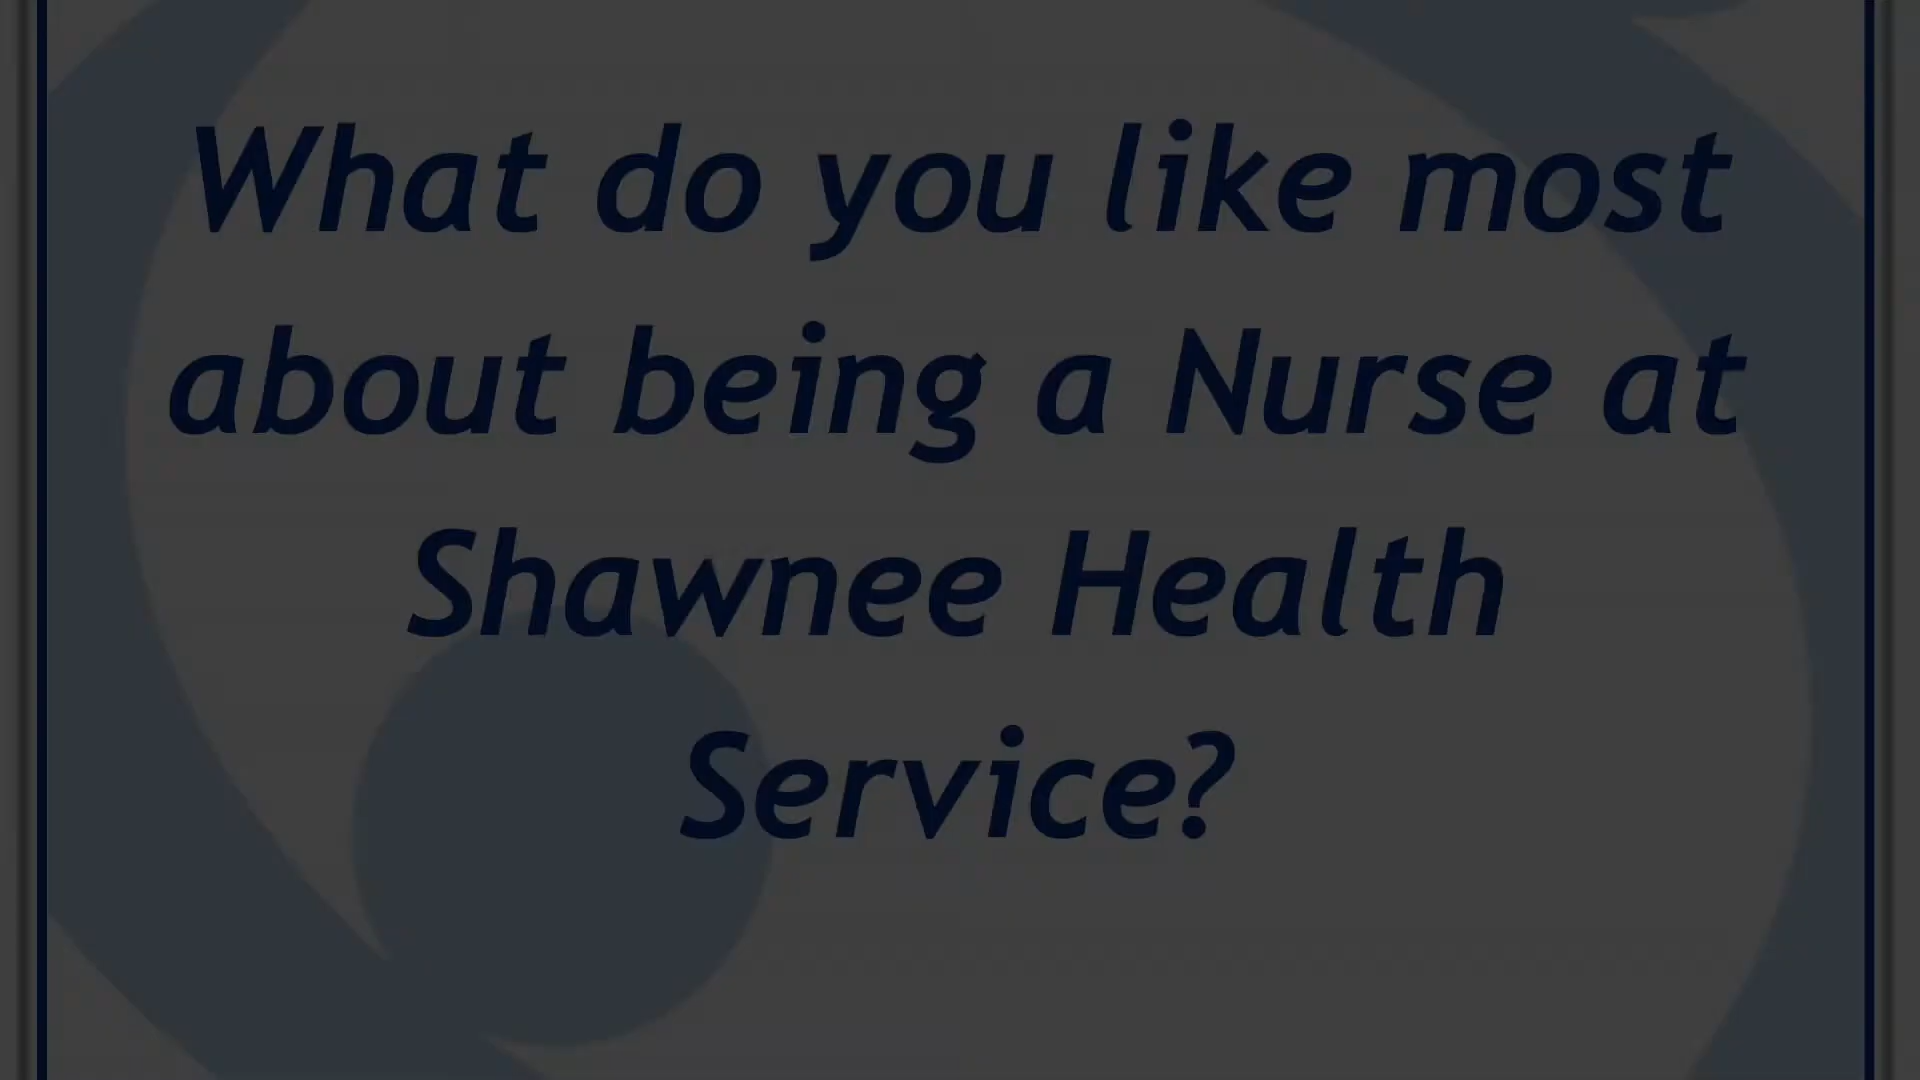 What do you like most
about being a Nurse at
Shawnee Health
Service?